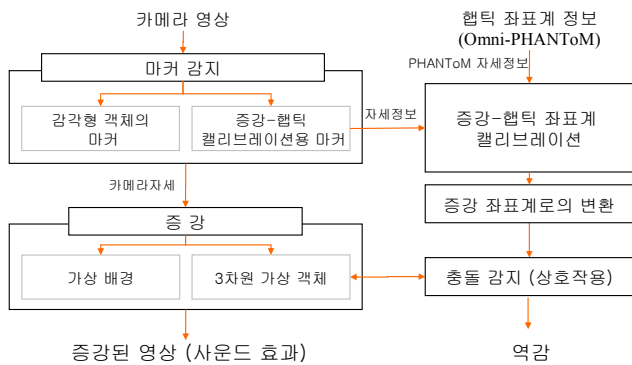 카메라 영상
햅틱 좌표계 정보
(Omni-PHANToM)
마커 감지
PHANToM 자세정보
감각형 객체의
마커
증강-햅틱
캘리브레이션용 마커
자세정보
증강-햅틱 좌표계
캘리브레이션
카메라자세
증강 좌표계로의 변환
증 강
가상 배경
3차원 가상 객체
충돌 감지 (상호작용)
증강된 영상 (사운드 효과)
역감